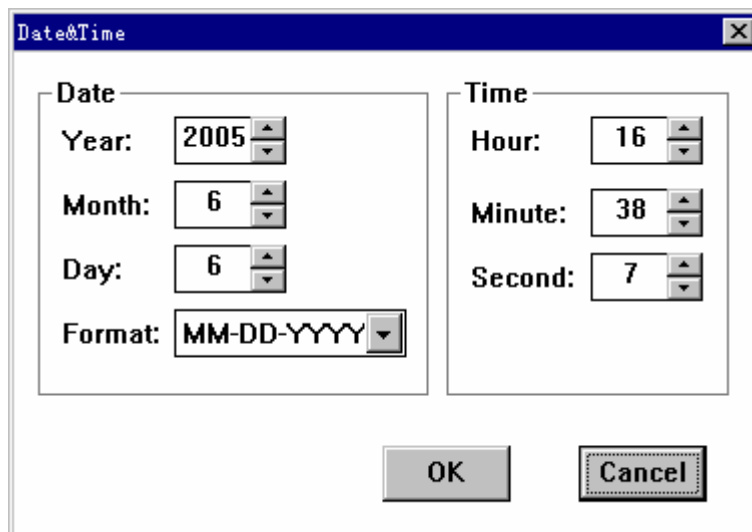 Date&Time
Date
Year: 2005
Month: 6
Day: 6
Format: MM-DD-YYYY
Time
Hour: 16
Minute: 38
Second: 7
OK Cancel